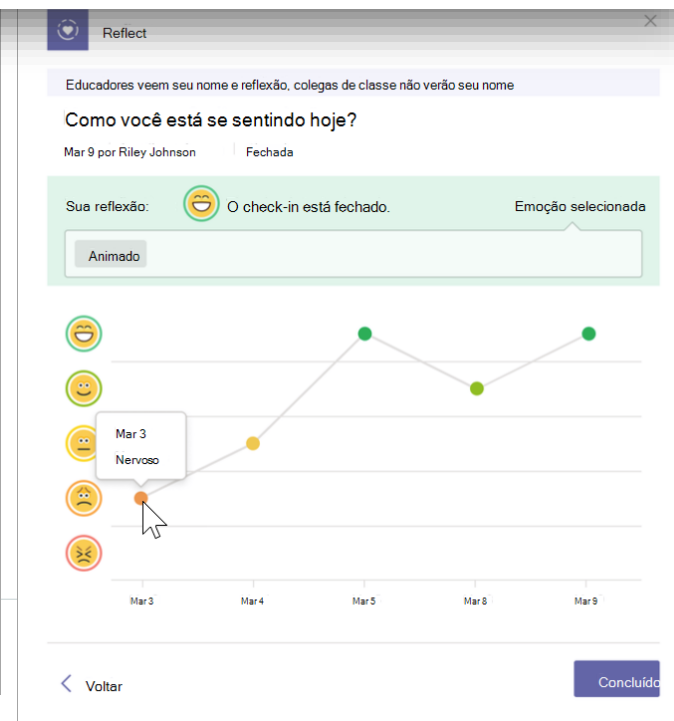 Reflect
Educadores veem seu nome e reflexão, colegas de classe não verão seu nome
Como você está se sentindo hoje?
Mar 9 por Riley Johnson Fechada
Sua reflexão: O check-in está fechado. Emoção selecionada
Animado
Mar 3
Nervoso
Mar 3 Mar 4 Mar 5 Mar 8 Mar 9
Voltar Concluído